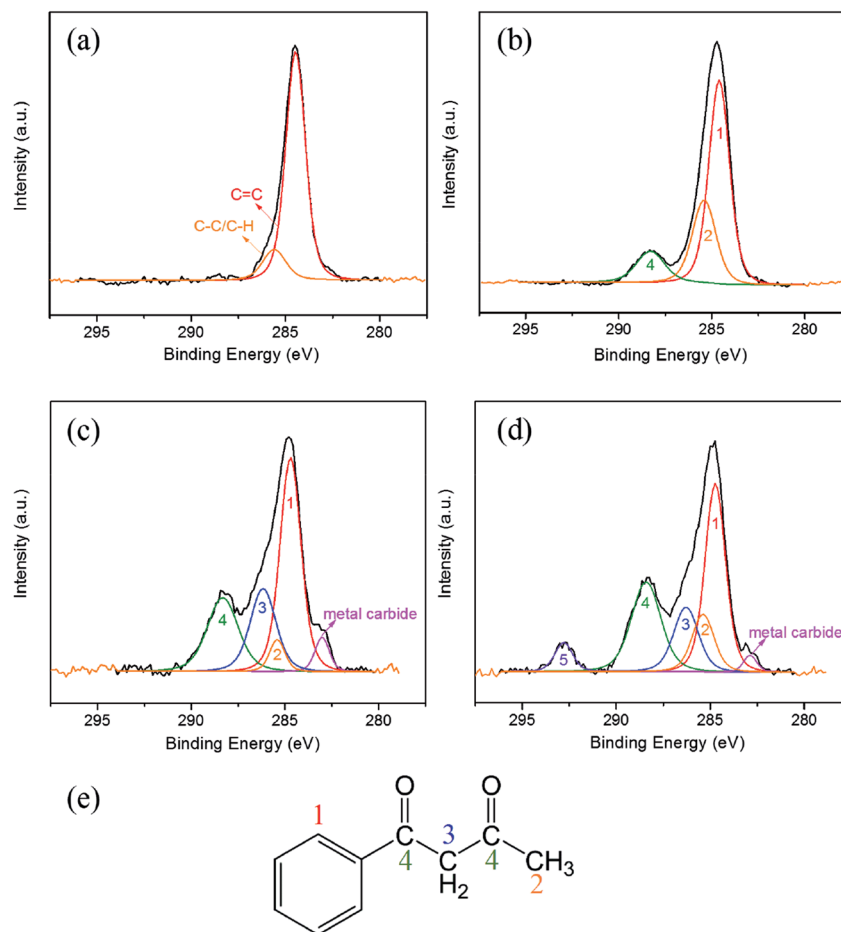 (a)
C=C
C-C/C-H
Intensity (a.u.)
295 290 285 280
Binding Energy (eV)
(b)
1
2
4
Intensity (a.u.)
295 290 285 280
Binding Energy (eV)
(c)
1
3
4
2
metal carbide
Intensity (a.u.)
295 290 285 280
Binding Energy (eV)
(d)
1
4
3
2
5
metal carbide
Intensity (a.u.)
295 290 285 280
Binding Energy (eV)
(e)
O O
1 3
C C C
4 H2 4 CH3
2